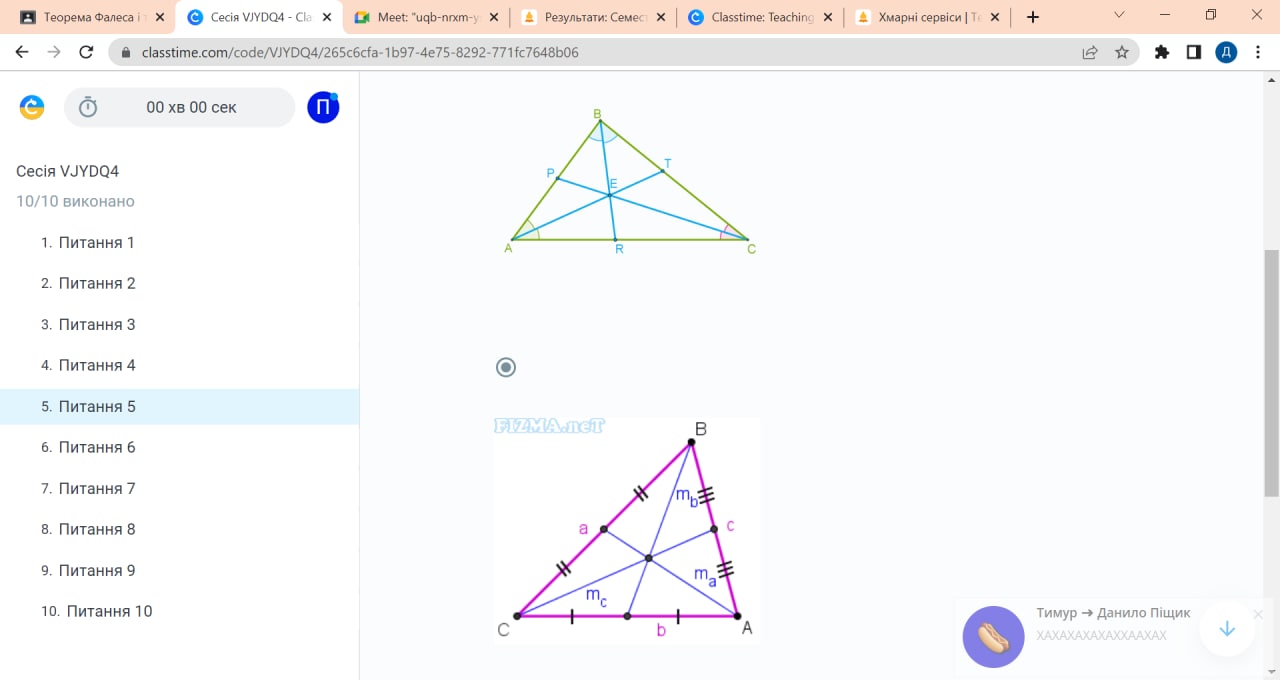 Теорема Фалеса і т
Сесія VJYDQ4 - Cla
Meet: "uqb-nrxm-y
Результати: Семест
Classtime: Teaching
Хмарні сервіси | Те
classtime.com/code/VJYDQ4/265c6cfa-1b97-4e75-8292-771fc7648b06
Д
00 хв 00 сек
П
Сесія VJYDQ4
10/10 виконано
1. Питання 1
2. Питання 2
3. Питання 3
4. Питання 4
5. Питання 5
6. Питання 6
7. Питання 7
8. Питання 8
9. Питання 9
10. Питання 10
B
P
T
E
A
R
C
FIZMA.neT
B
mb
a
c
ma
mc
C
b
A
Тимур → Данило Піщик
ХАХАХАХАХАХХААХАХ